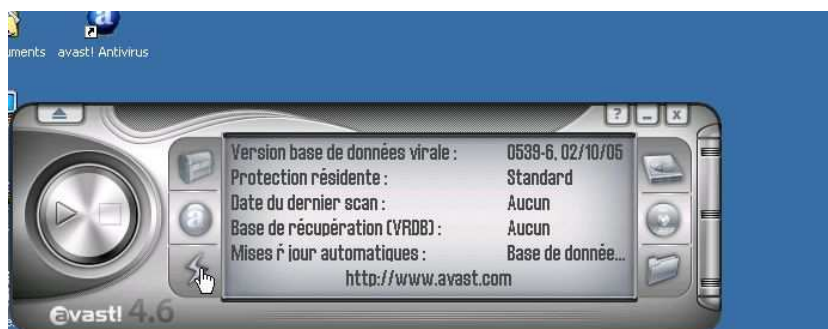 uments avast! Antivirus
? _ x
Version base de données virale : 0539-6, 02/10/05
Protection résidente : Standard
Date du dernier scan : Aucun
Base de récupération (VRDB) : Aucun
Mises ŕ jour automatiques : Base de donnée...
http://www.avast.com
avast! 4.6